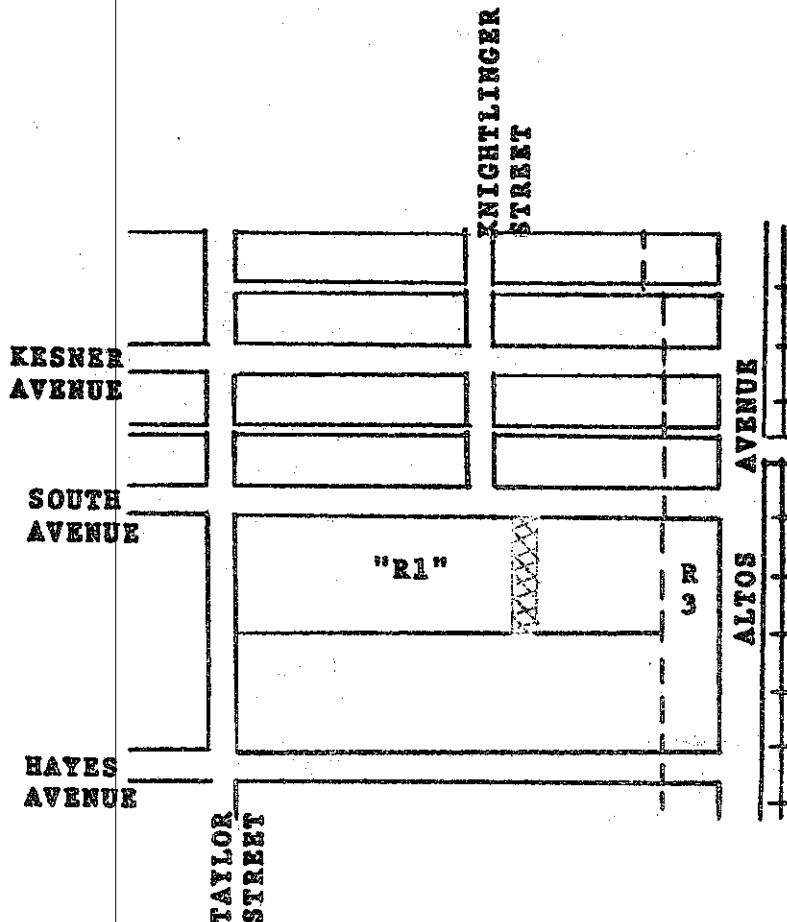 KNIGHTLINGER
STREET
KESNER
AVENUE
AVENUE
SOUTH
AVENUE
"R1"
R
3
ALTOS
HAYES
AVENUE
TAYLOR
STREET